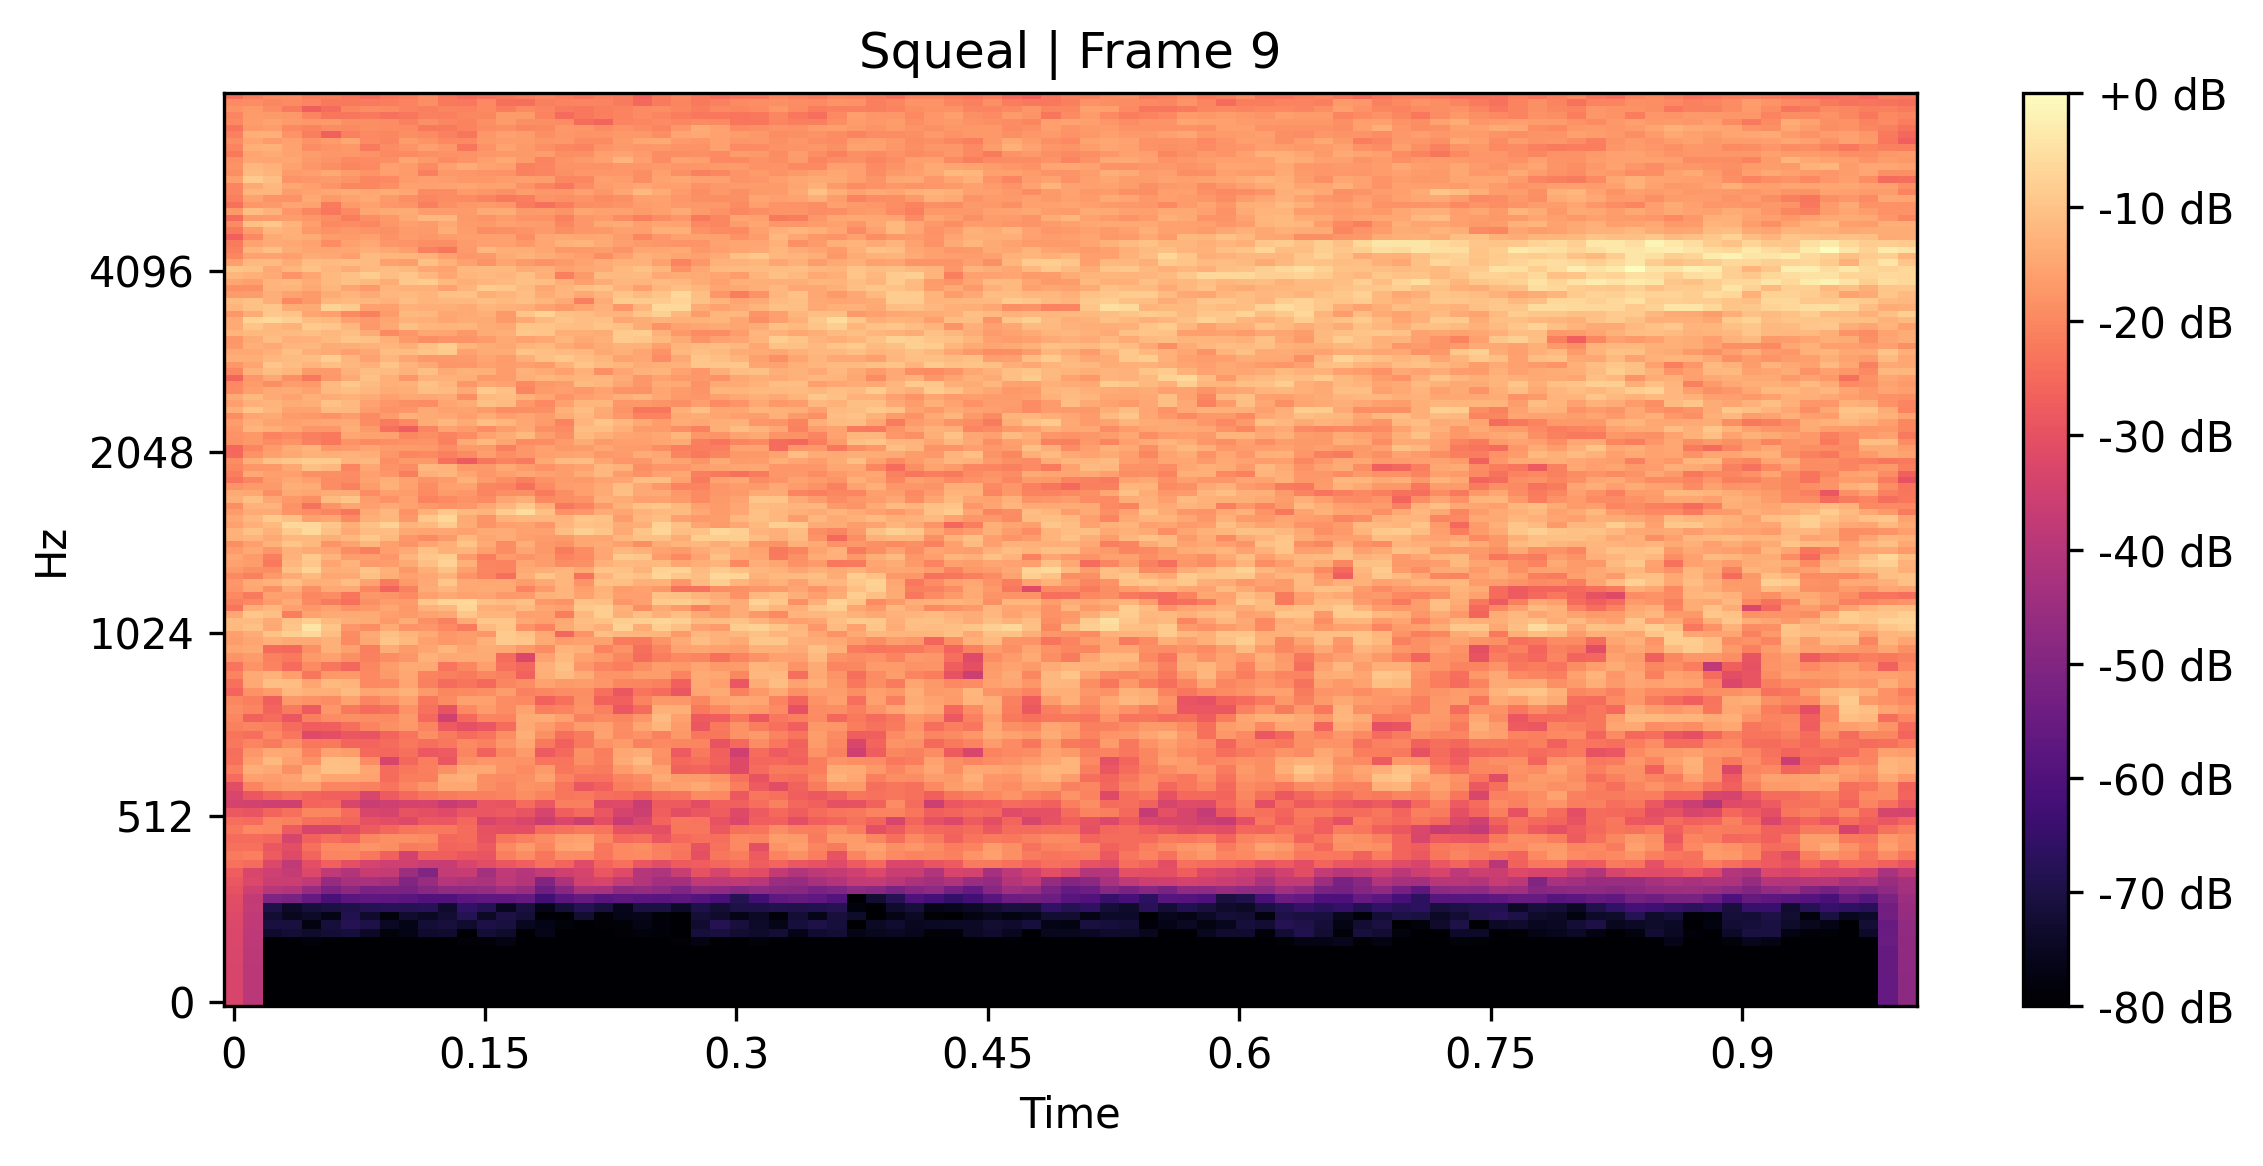 Squeal | Frame 9
Hz
4096
2048
1024
512
0
0 0.15 0.3 0.45 0.6 0.75 0.9
Time
+0 dB
-10 dB
-20 dB
-30 dB
-40 dB
-50 dB
-60 dB
-70 dB
-80 dB